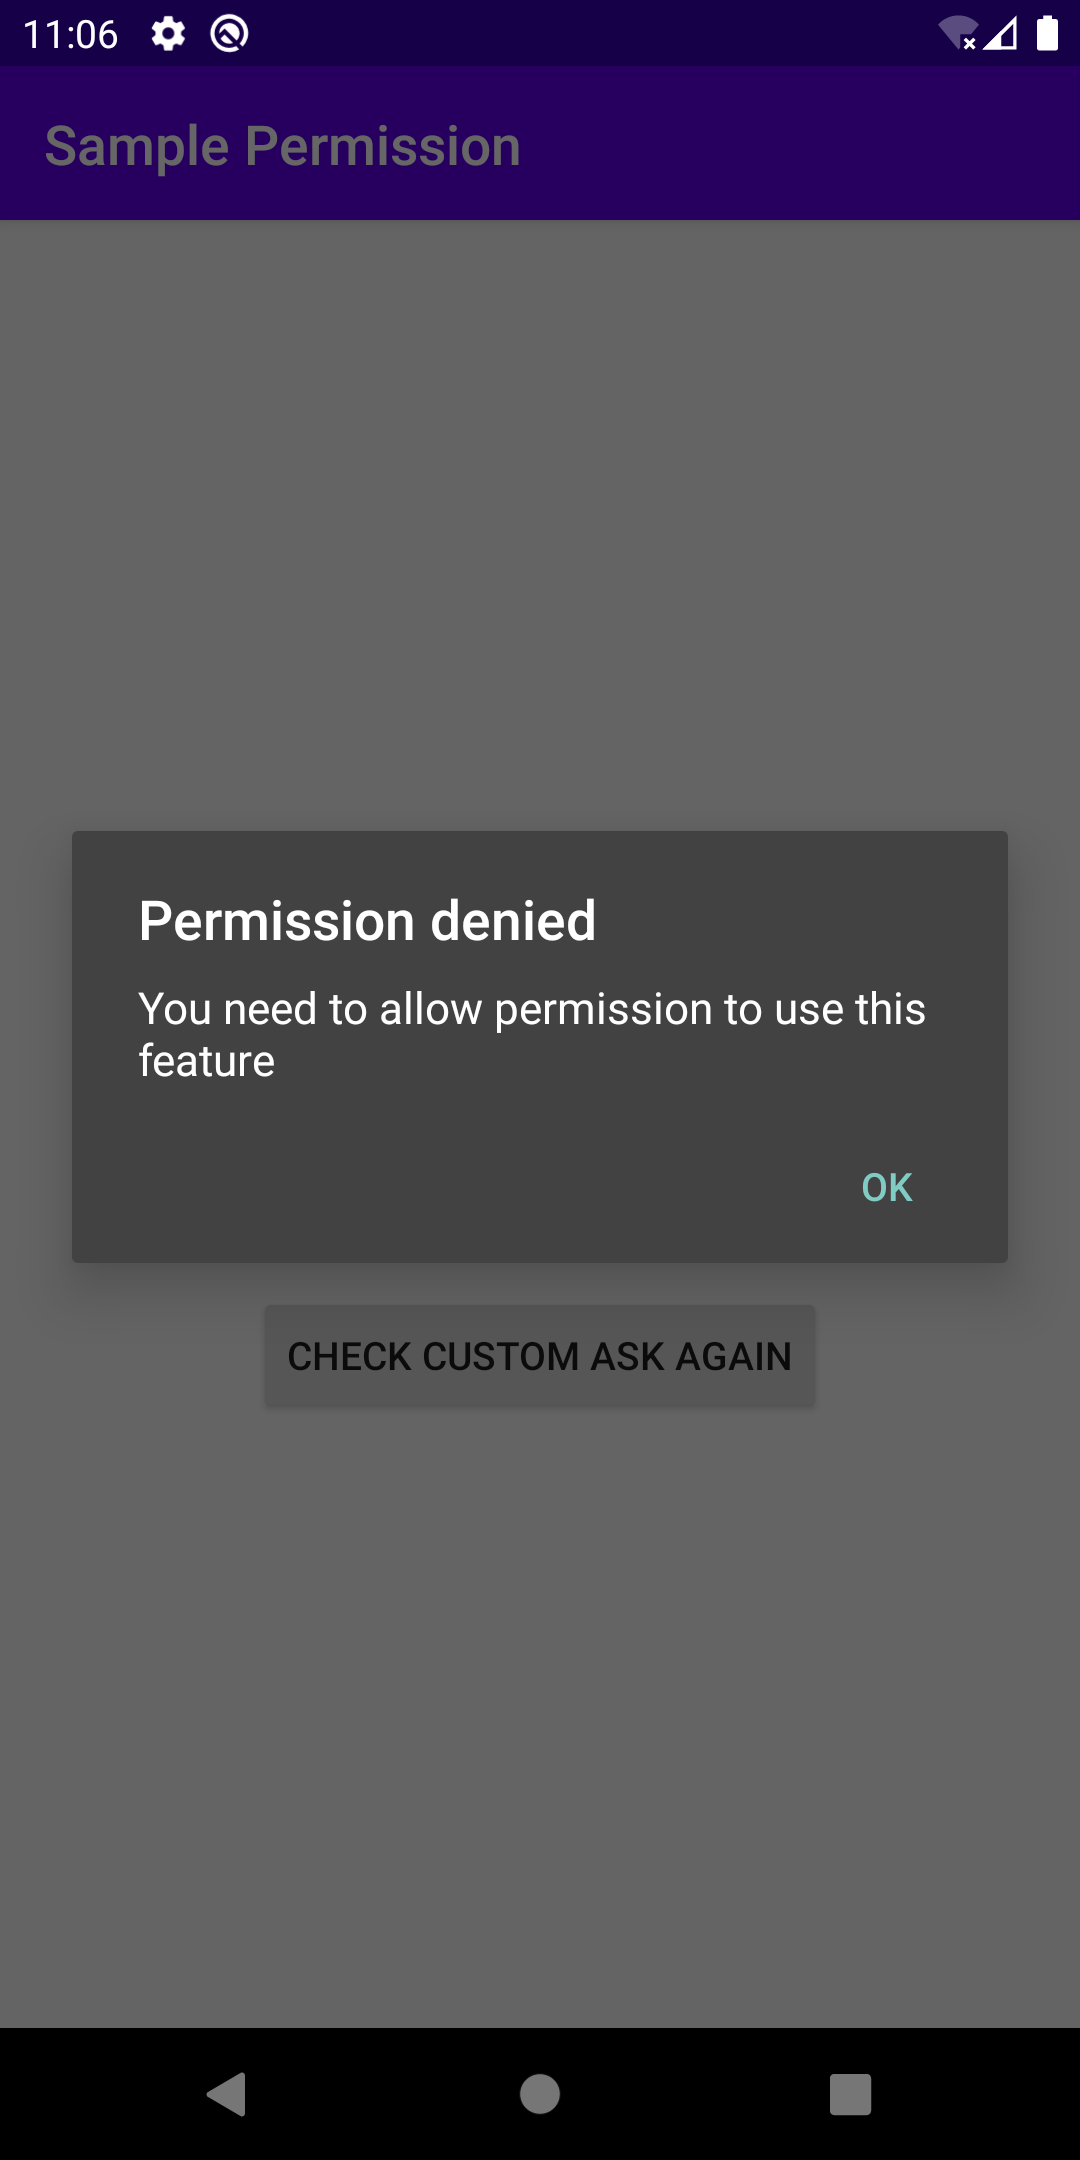 11:06
Sample Permission
Permission denied
You need to allow permission to use this
feature
OK
CHECK CUSTOM ASK AGAIN